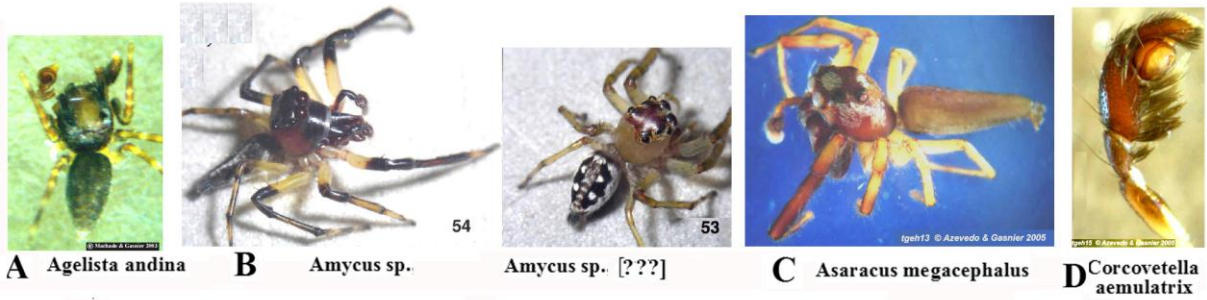 54
53
© Machado & Gasnier 2003
tgeh13 © Azevedo & Gasnier 2005
tgeh15 © Azevedo & Gasnier 2005
A Agelista andina
B Amycus sp.
Amycus sp. [???]
C Asaracus megacephalus
D Corcovetella
aemulatrix